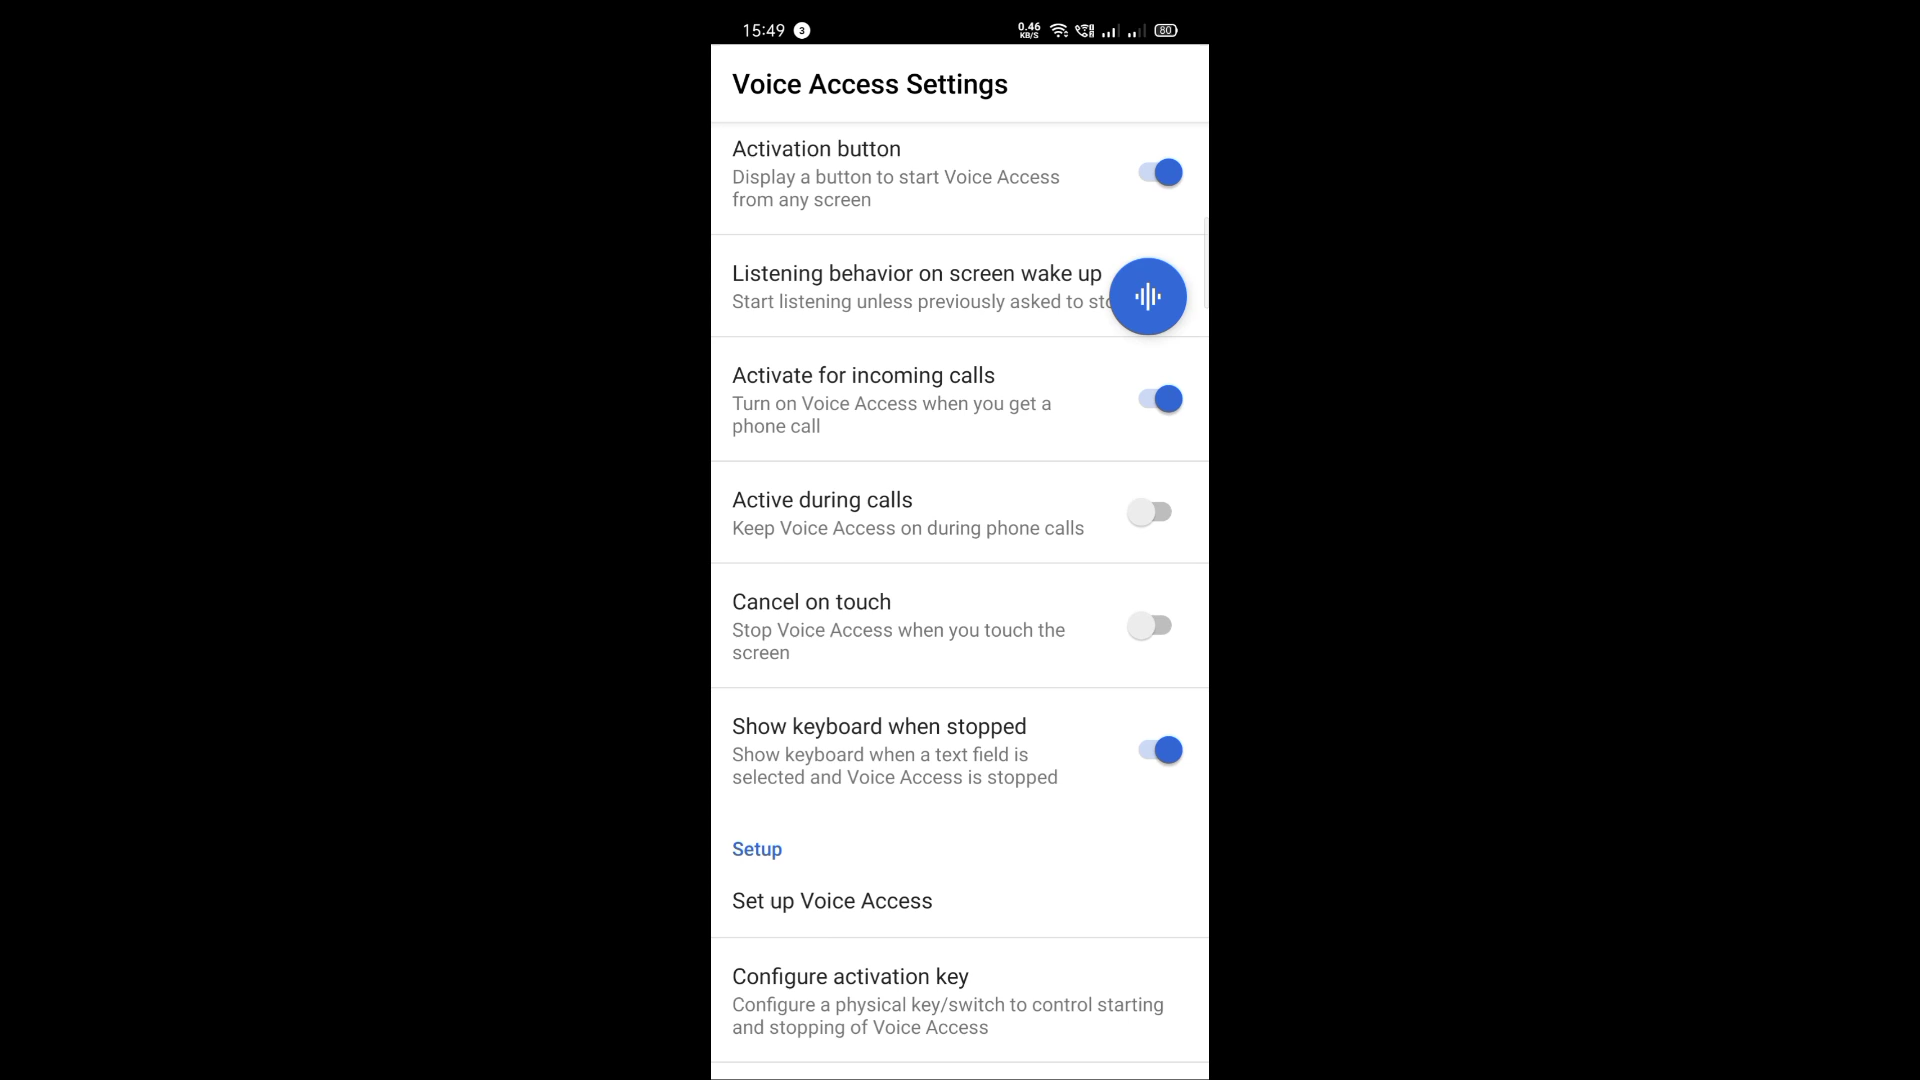 15:49 3 0.46 KB/S 80
Voice Access Settings
Activation button
Display a button to start Voice Access
from any screen
Listening behavior on screen wake up
Start listening unless previously asked to
Activate for incoming calls
Turn on Voice Access when you get a
phone call
Active during calls
Keep Voice Access on during phone calls
Cancel on touch
Stop Voice Access when you touch the
screen
Show keyboard when stopped
Show keyboard when a text field is
selected and Voice Access is stopped
Setup
Set up Voice Access
Configure activation key
Configure a physical key/switch to control starting
and stopping of Voice Access